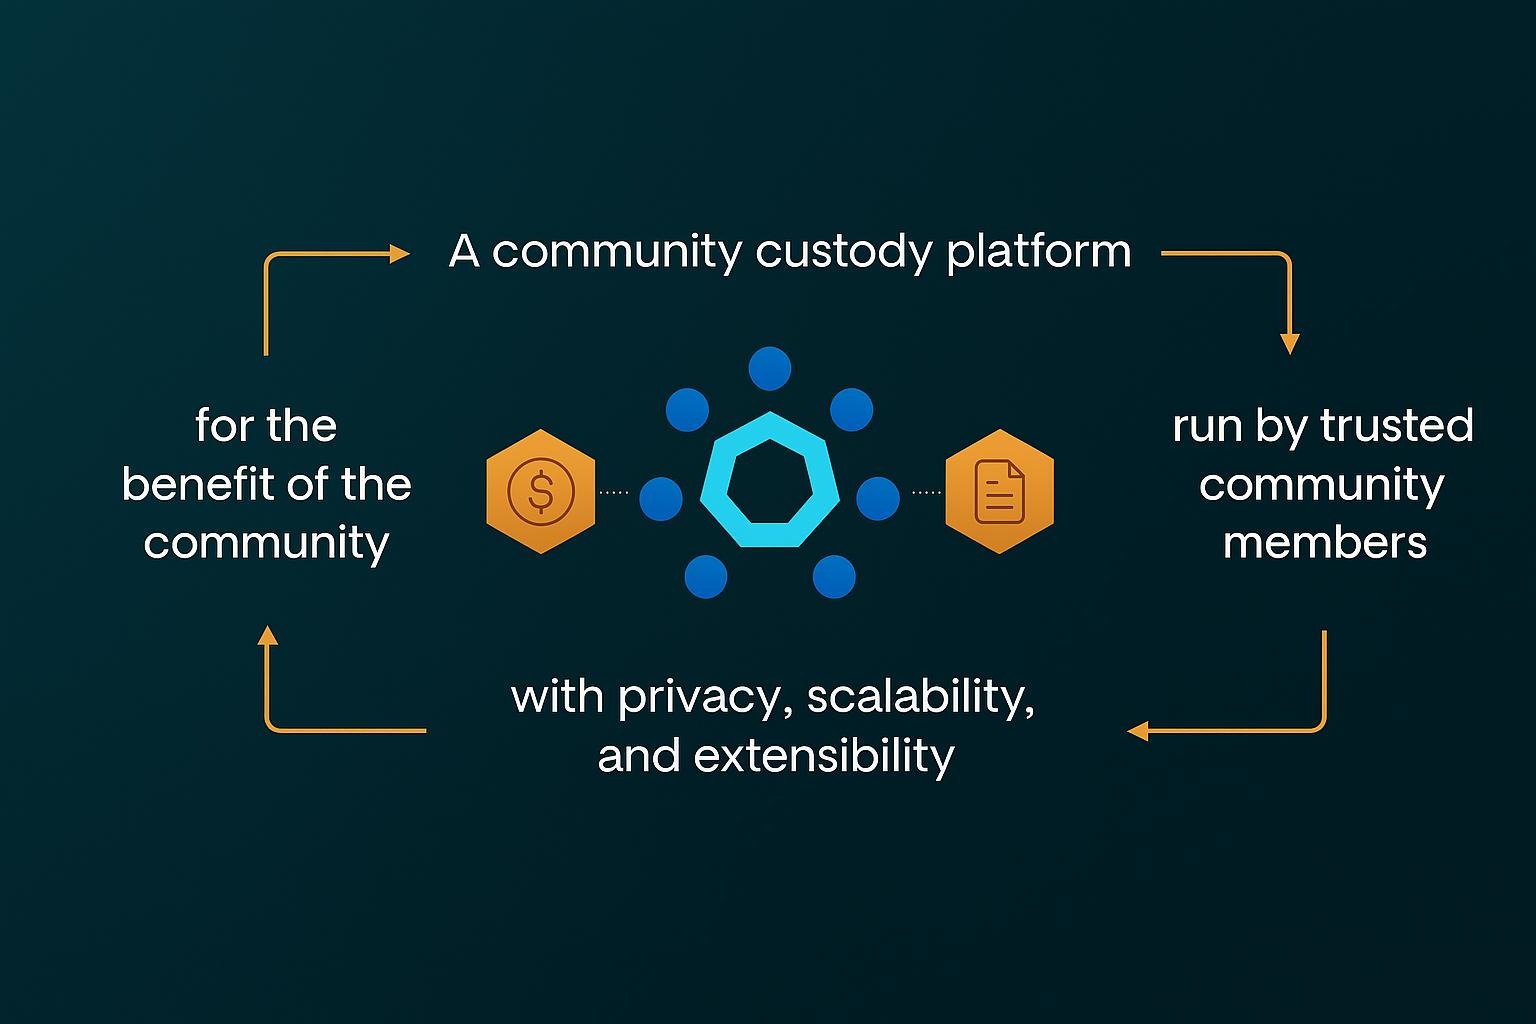 A community custody platform
run by trusted
community
members
with privacy, scalability,
and extensibility
for the
benefit of the
community
$